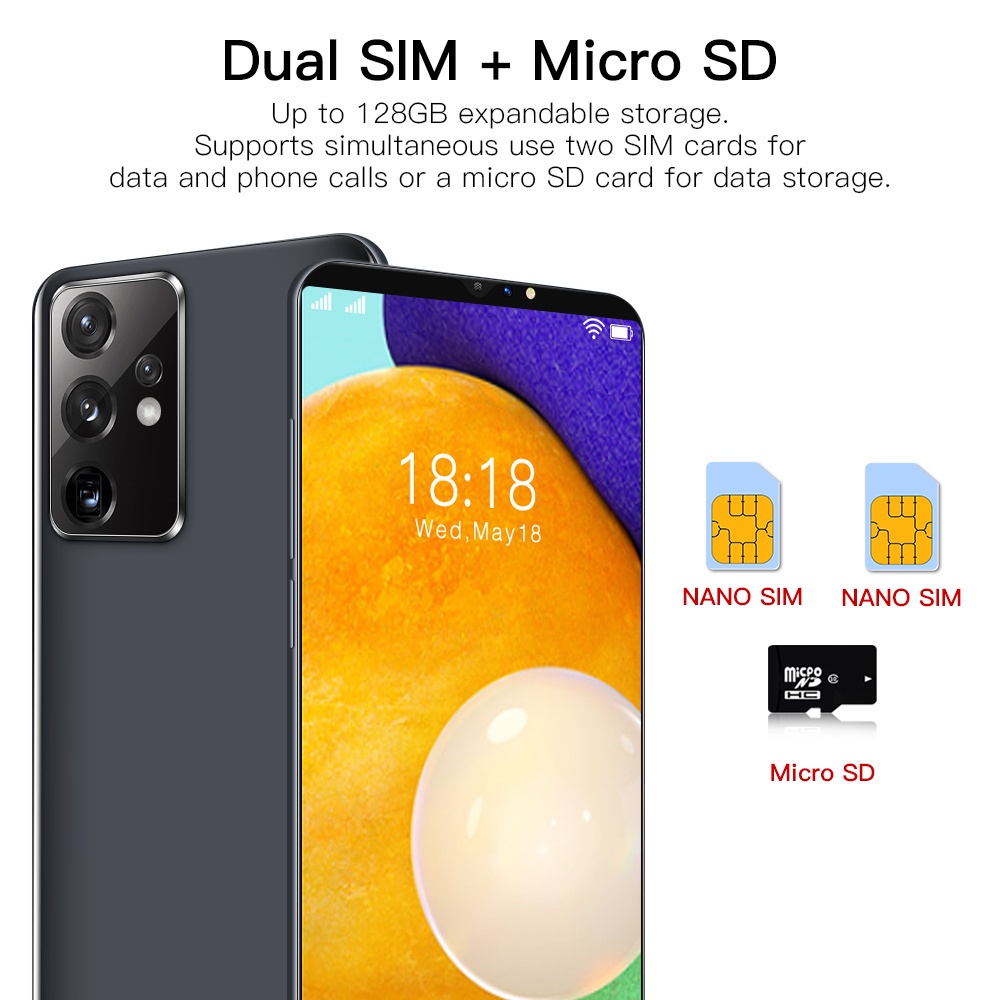 Dual SIM + Micro SD
Up to 128GB expandable storage.
Supports simultaneous use two SIM cards for
data and phone calls or a micro SD card for data storage.
18:18
Wed,May18
NANO SIM
NANO SIM
Micro
HC
Micro SD